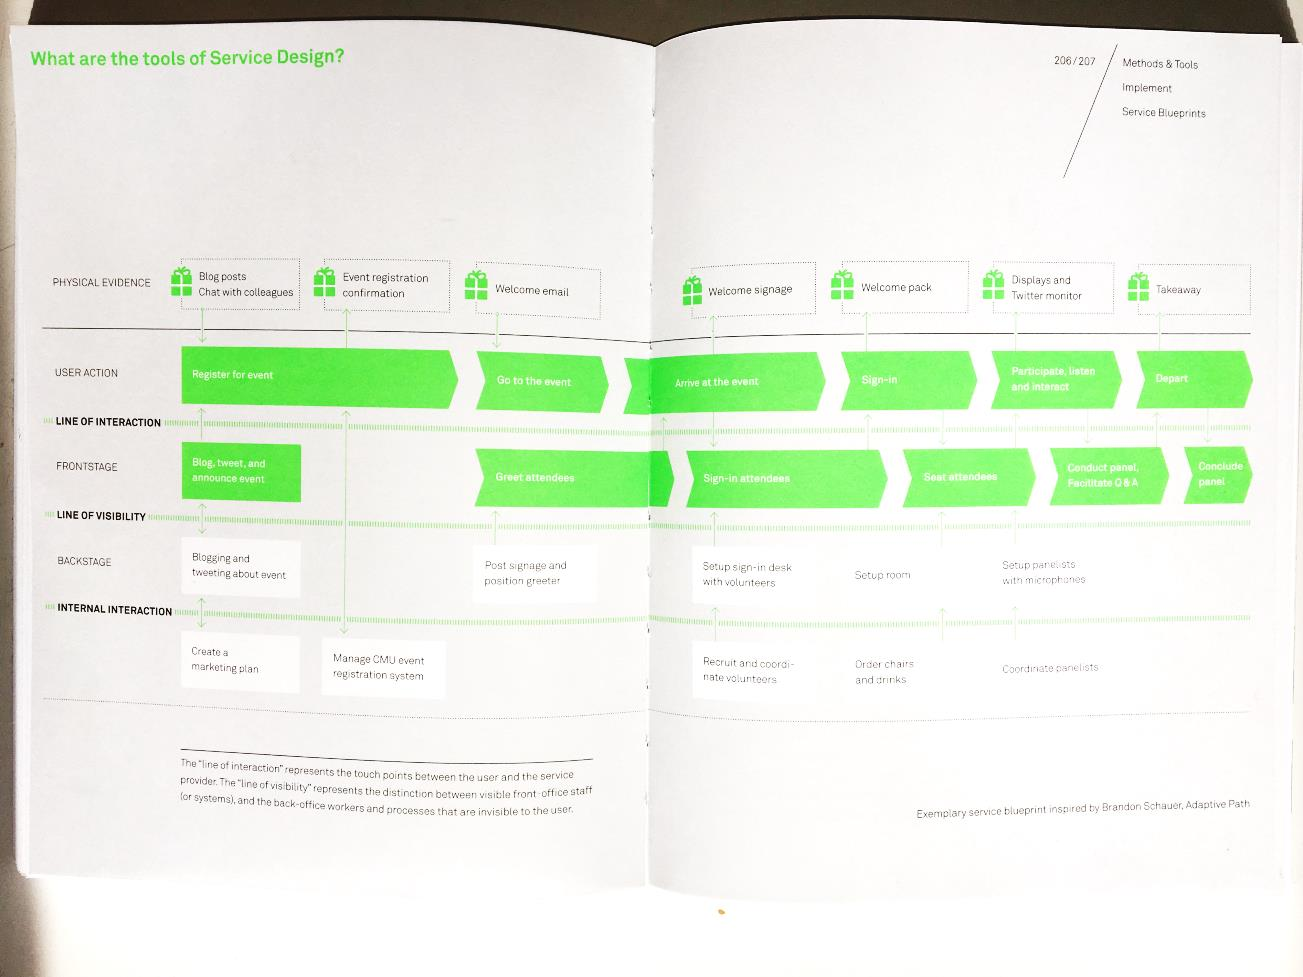 What are the tools of Service Design?
206/207
Methods & Tools
Implement
Service Blueprints
PHYSICAL EVIDENCE
Blog posts
Chat with colleagues
Event registration
confirmation
Welcome email
Welcome signage
Welcome pack
Displays and
Twitter monitor
Takeaway
USER ACTION
Register for event
Go to the event
Arrive at the event
Sign-in
Participate, listen
and interact
Depart
LINE OF INTERACTION
FRONTSTAGE
Blog, tweet, and
announce event
Greet attendees
Sign-in attendees
Seat attendees
Conduct panel,
Facilitate Q & A
Conclude
panel
LINE OF VISIBILITY
BACKSTAGE
Blogging and
tweeting about event
Post signage and
position greeter
Setup sign-in desk
with volunteers
Setup room
Setup panelists
with microphones
INTERNAL INTERACTION
Create a
marketing plan
Manage CMU event
registration system
Recruit and coordi-
nate volunteers
Order chairs
and drinks
Coordinate panelists
The "line of interaction" represents the touch points between the user and the service
provider. The "line of visibility" represents the distinction between visible front-office staff
(or systems), and the back-office workers and processes that are invisible to the user.
Exemplary service blueprint inspired by Brandon Schauer, Adaptive Path